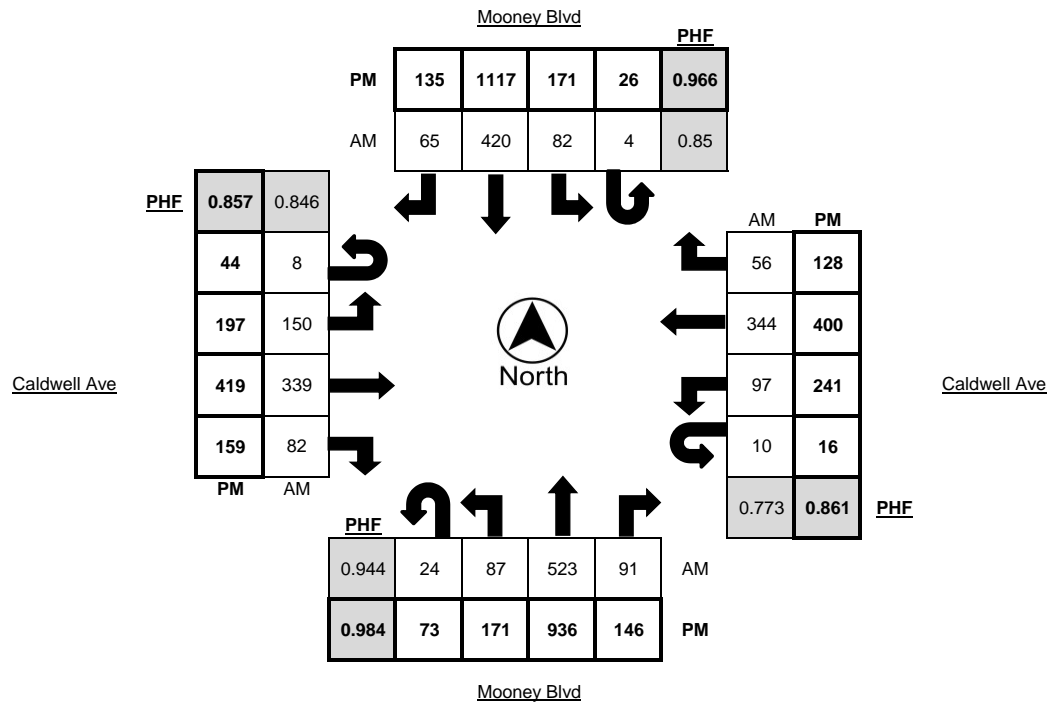 Mooney Blvd
PHF
PM 135 1117 171 26 0.966
AM 65 420 82 4 0.85
PHF 0.857 0.846
AM PM
44 8
56 128
197 150
344 400
North
Caldwell Ave 419 339
97 241 Caldwell Ave
159 82
10 16
PM AM
0.773 0.861 PHF
PHF
0.944 24 87 523 91 AM
0.984 73 171 936 146 PM
Mooney Blvd